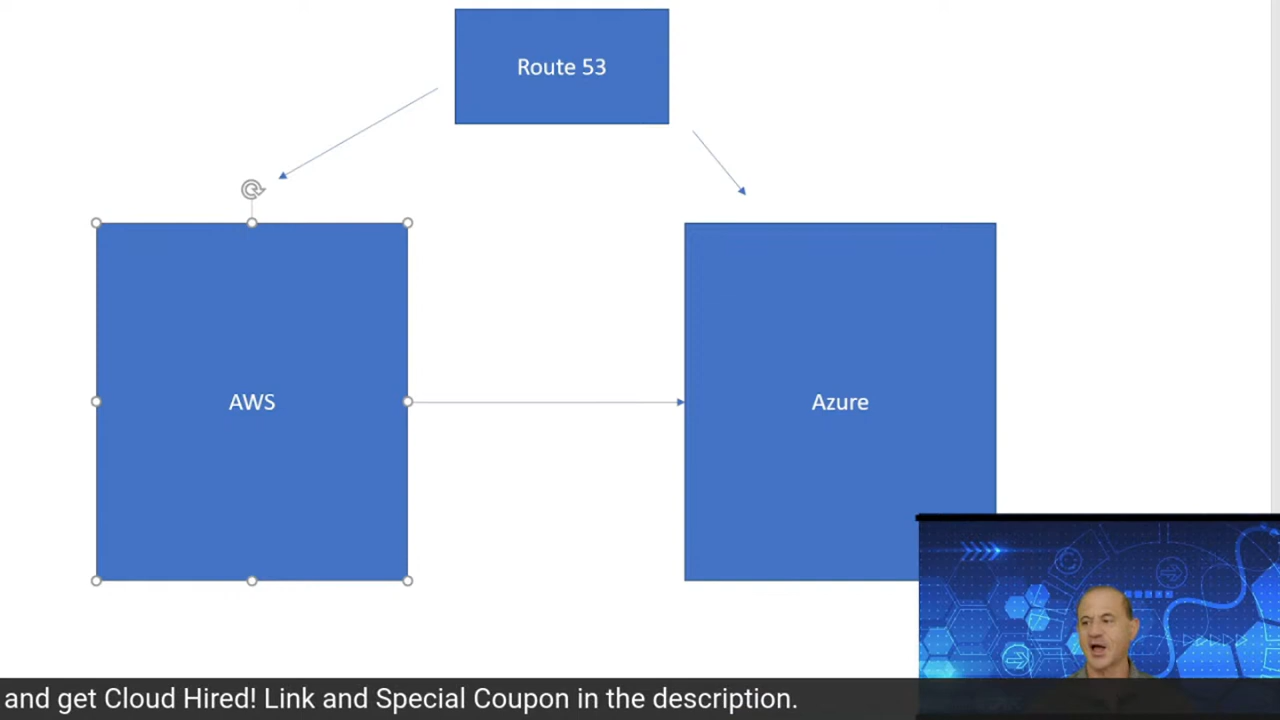 Route 53
AWS
Azure
and get Cloud Hired! Link and Special Coupon in the description.